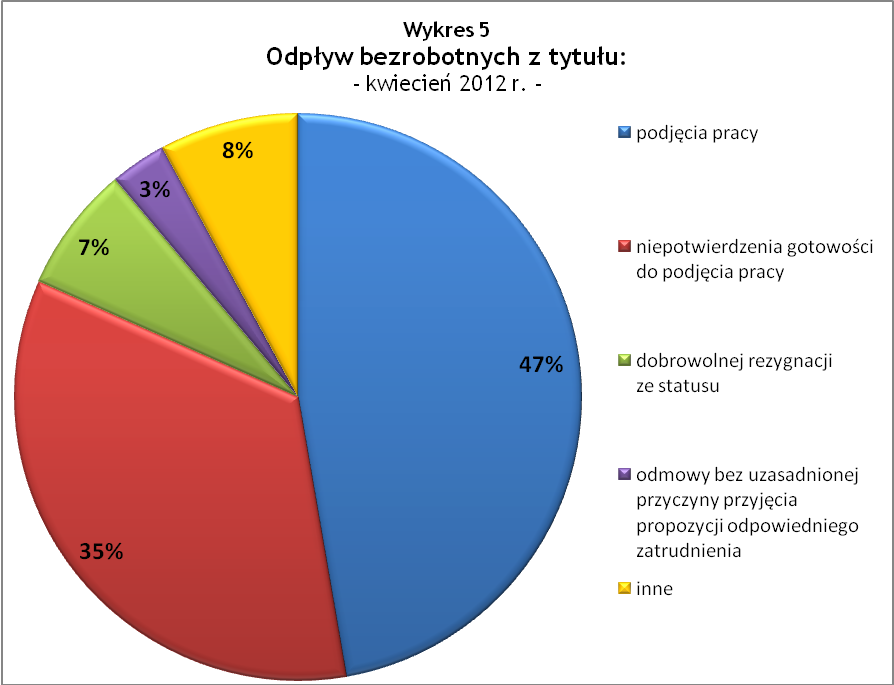 Wykres 5
Odpływ bezrobotnych z tytułu:
- kwiecień 2012 r. -
8%
3%
7%
47%
35%
podjęcia pracy
niepotwierdzenia gotowości
do podjęcia pracy
dobrowolnej rezygnacji
ze statusu
odmowy bez uzasadnionej
przyczyny przyjęcia
propozycji odpowiedniego
zatrudnienia
inne